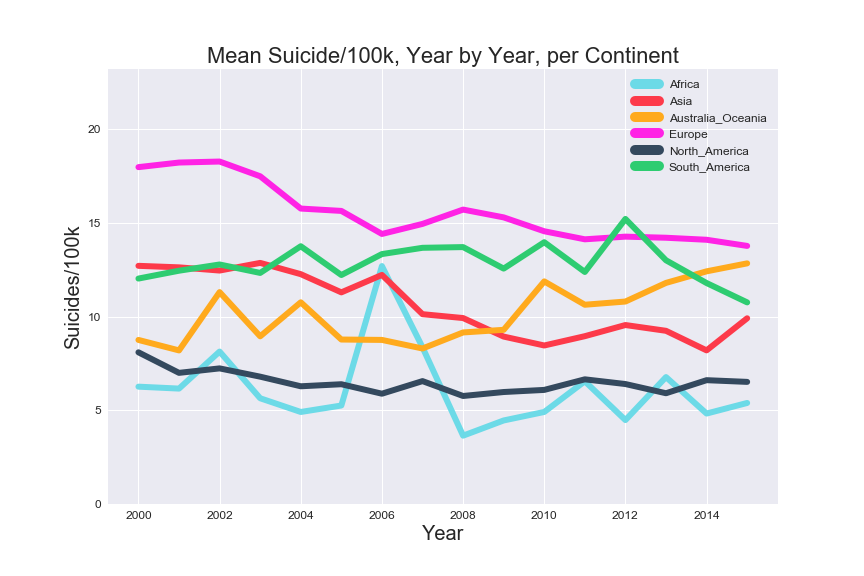 Mean Suicide/100k, Year by Year, per Continent
Africa
Asia
Australia_Oceania
Europe
North_America
South_America
Suicides/100k
20
15
10
5
0
2000 2002 2004 2006 2008 2010 2012 2014
Year